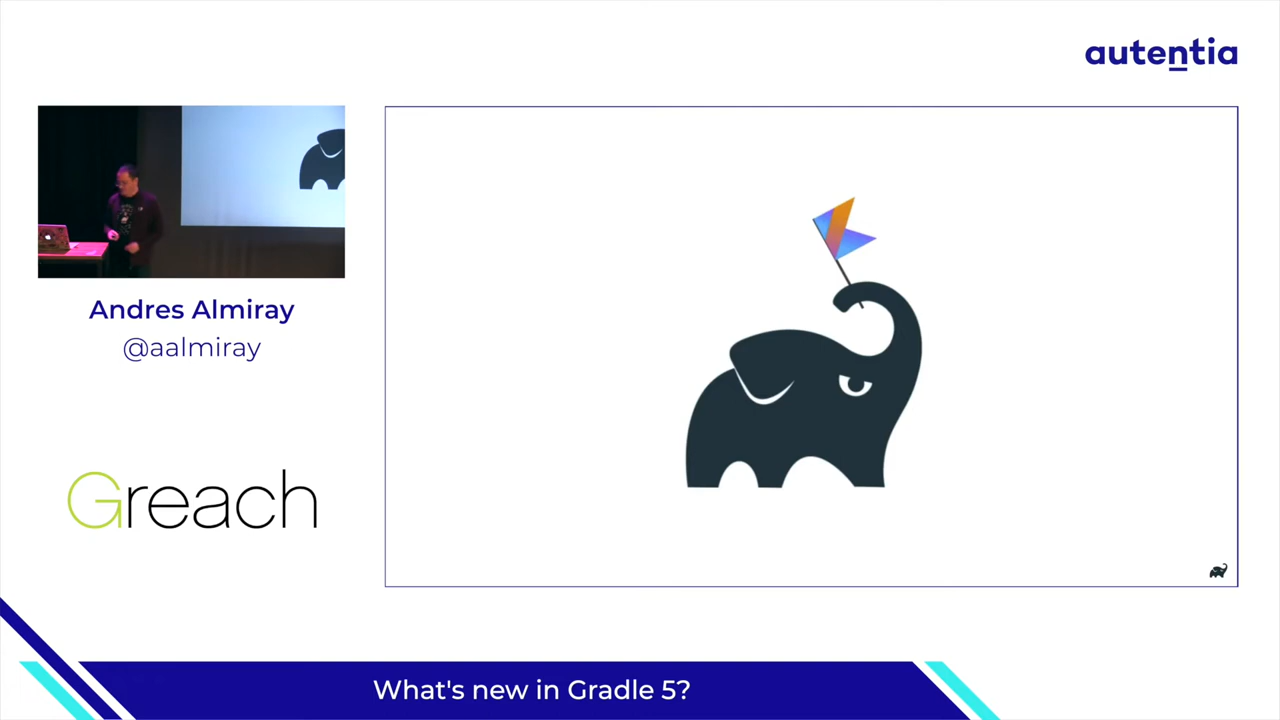 autentia
Andres Almiray
@aalmiray
Greach
What's new in Gradle 5?